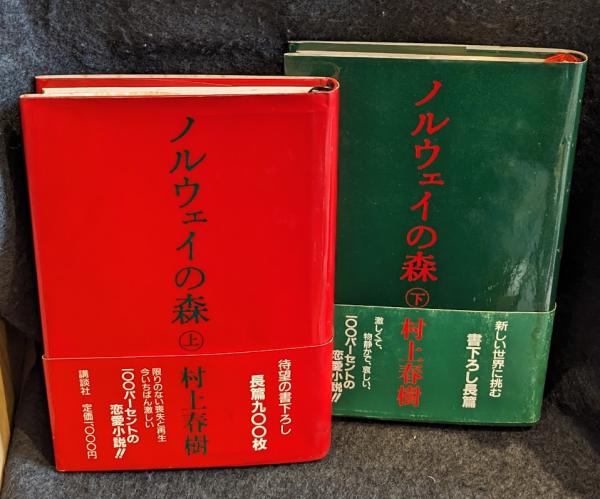 ノルウェイの森 上
村上春樹
待望の書下ろし
長篇九〇〇枚
限りのない喪失と再生
今いちばん激しい
一〇〇パーセントの
恋愛小説!!
講談社 定価一、〇〇〇円
ノルウェイの森 下
村上春樹
新しい世界に挑む
書下ろし長篇
激しくて、
物静かで、哀しい、
一〇〇パーセントの
恋愛小説!!